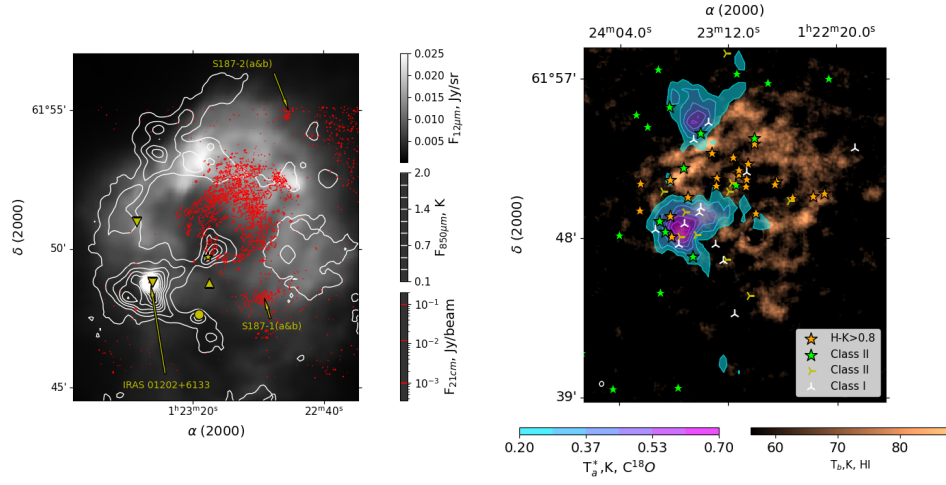 α (2000)
24ᵐ04.0ˢ 23ᵐ12.0ˢ 1ʰ22ᵐ20.0ˢ
S187-2(a&b)
61°55'
50'
45'
δ (2000)
S187-1(a&b)
IRAS 01202+6133
1ʰ23ᵐ20ˢ 22ᵐ40ˢ
α (2000)
0.025
0.020
0.015
0.010
0.005
F₁₂μm, Jy/sr
2.0
1.4
0.7
0.1
F₈₅₀μm, K
10⁻¹
10⁻²
10⁻³
F₂₁cm, Jy/beam
61°57'
48'
39'
δ (2000)
H-K>0.8
Class II
Class II
Class I
0.20 0.37 0.53 0.70
Tₐ*,K, C¹⁸O
60 70 80
T_b,K, HI